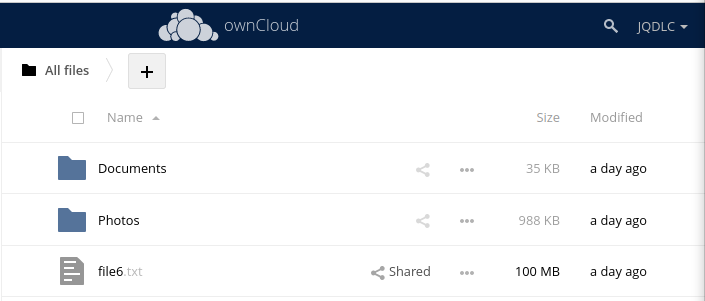 ownCloud JQDLC
All files +
Name Size Modified
Documents 35 KB a day ago
Photos 988 KB a day ago
file6.txt Shared 100 MB a day ago